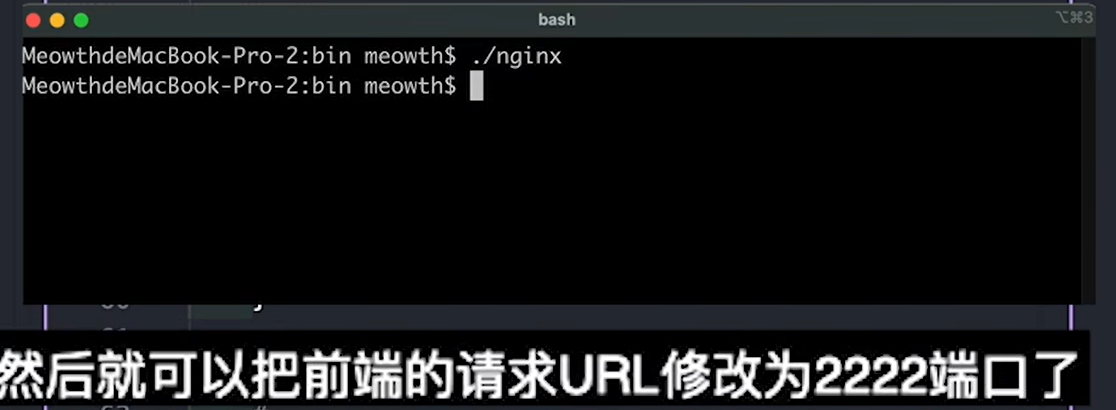 bash
⌥⌘3
MeowthdeMacBook-Pro-2:bin meowth$ ./nginx
MeowthdeMacBook-Pro-2:bin meowth$
然后就可以把前端的请求URL修改为2222端口了
#